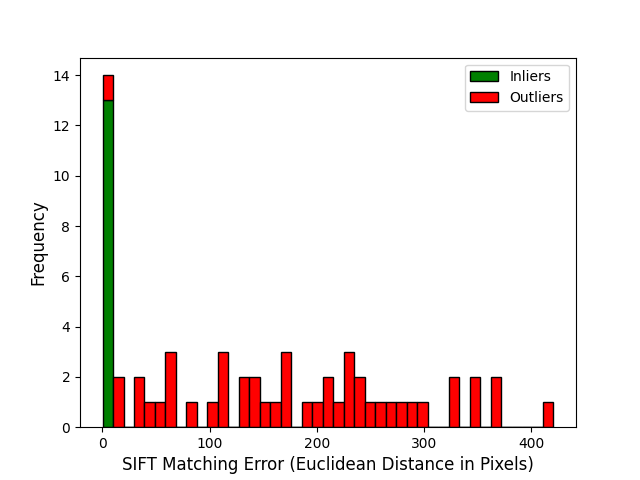 Inliers
Outliers
14
12
10
8
6
4
2
0
Frequency
0 100 200 300 400
SIFT Matching Error (Euclidean Distance in Pixels)